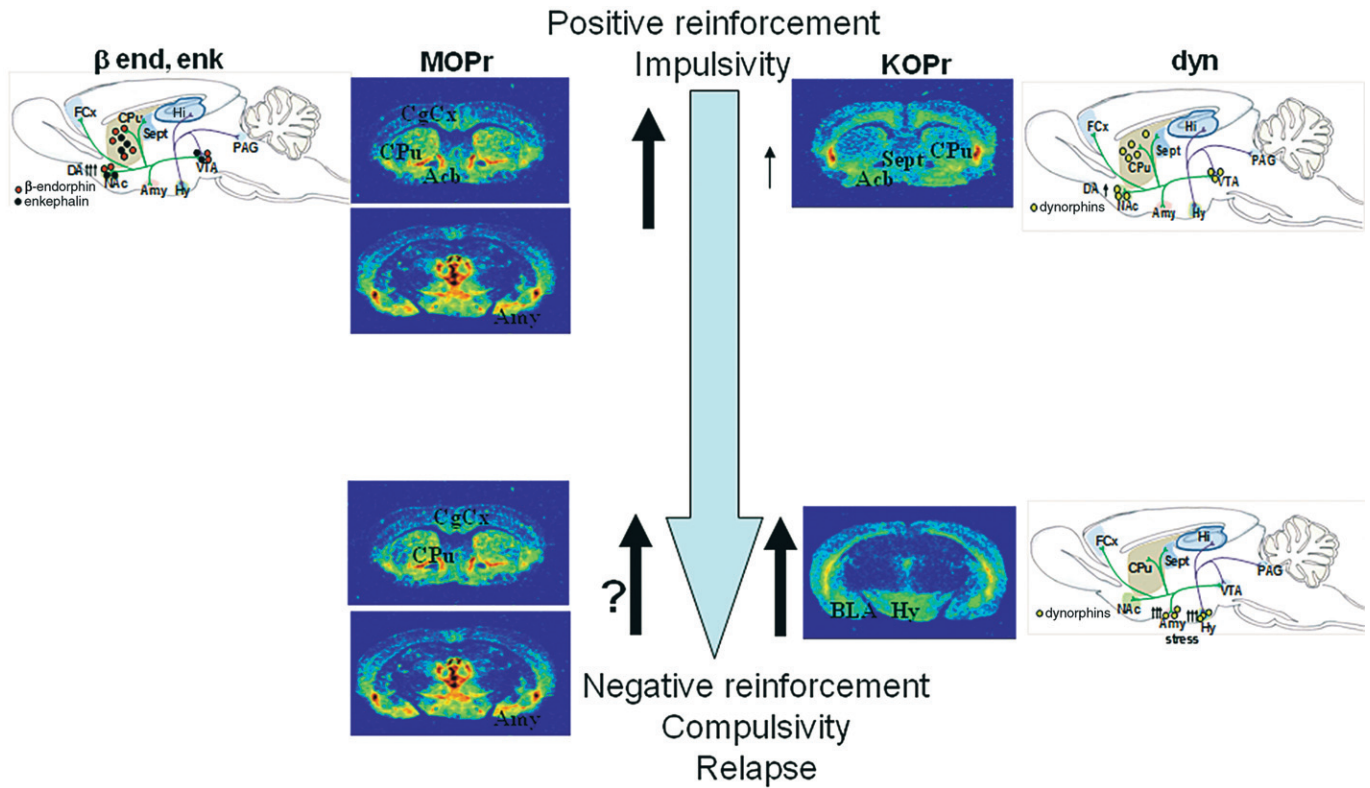 Positive reinforcement
Impulsivity
β end, enk
MOPr
KOPr
dyn
FCx
CPu
Sept
Hi
PAG
DA
NAc
Amy
Hy
VTA
β-endorphin
enkephalin
CgCx
CPu
Acb
Amy
Sept
CPu
Acb
FCx
CPu
Sept
Hi
PAG
DA
NAc
Amy
Hy
VTA
dynorphins
CgCx
CPu
Amy
?
BLA Hy
FCx
CPu
Sept
Hi
PAG
NAc
VTA
Amy
Hy
stress
dynorphins
Negative reinforcement
Compulsivity
Relapse